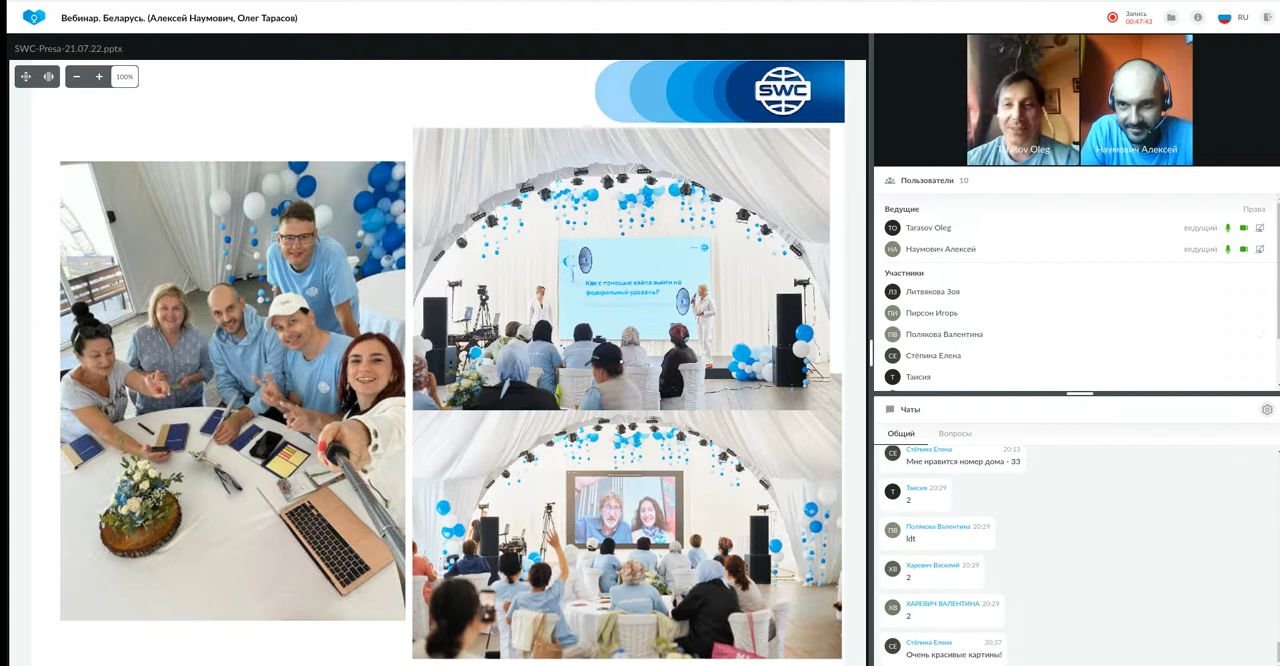 Вебинар. Беларусь. (Алексей Наумович, Олег Тарасов)
Запись
00:47:43
RU
SWC-Presa-21.07.22.pptx
100%
SWC
Как с помощью кейла выйти на
федеральный уровень?
Tarasov Oleg
Наумович Алексей
Пользователи 10
Ведущие
Права
TO
Tarasov Oleg
ведущий
НА
Наумович Алексей
ведущий
Участники
ЛЗ
Литвякова Зоя
ПИ
Пирсон Игорь
ПВ
Полякова Валентина
СЕ
Стёпина Елена
Т
Таисия
Чаты
Общий
Вопросы
СЕ
Стёпина Елена 20:13
Мне нравится номер дома - 33
Т
Таисия 20:29
2
ПВ
Полякова Валентина 20:29
ldt
ХВ
Харевич Василий 20:29
2
ХВ
ХАРЕВИЧ ВАЛЕНТИНА 20:29
2
СЕ
Стёпина Елена 20:37
Очень красивые картины!